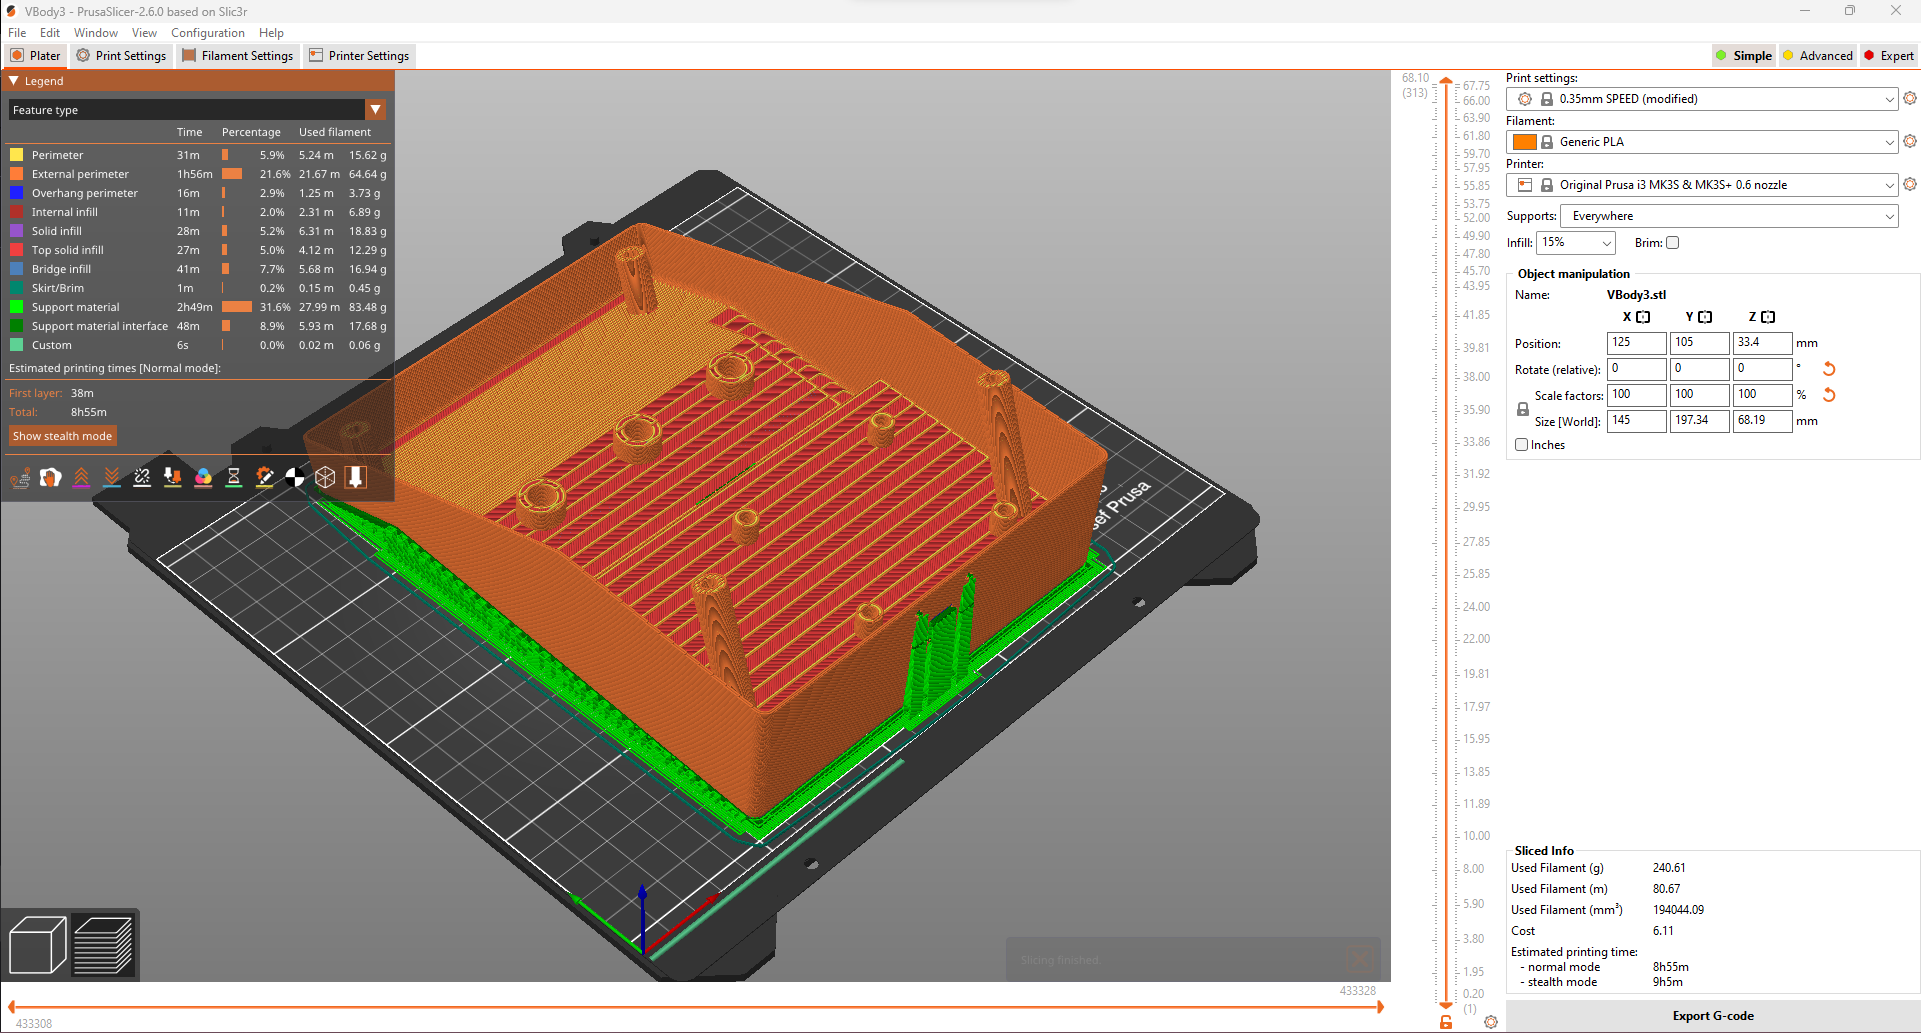 VBody3 - PrusaSlicer-2.6.0 based on Slic3r
File Edit Window View Configuration Help
Plater Print Settings Filament Settings Printer Settings
Simple Advanced Expert
Legend
Feature type
Time Percentage Used filament
Perimeter 31m 5.9% 5.24 m 15.62 g
External perimeter 1h56m 21.6% 21.67 m 64.64 g
Overhang perimeter 16m 2.9% 1.25 m 3.73 g
Internal infill 11m 2.0% 2.31 m 6.89 g
Solid infill 28m 5.2% 6.31 m 18.83 g
Top solid infill 27m 5.0% 4.12 m 12.29 g
Bridge infill 41m 7.7% 5.68 m 16.94 g
Skirt/Brim 1m 0.2% 0.15 m 0.45 g
Support material 2h49m 31.6% 27.99 m 83.48 g
Support material interface 48m 8.9% 5.93 m 17.68 g
Custom 6s 0.0% 0.02 m 0.06 g
Estimated printing times [Normal mode]:
First layer: 38m
Total: 8h55m
Show stealth mode
sef Prusa
Slicing finished.
433328
433308
68.10
(313)
67.75
66.00
63.90
61.80
59.70
57.95
55.85
53.75
52.00
49.90
47.80
45.70
43.95
41.85
39.81
38.00
35.90
33.86
31.92
29.95
27.85
25.85
24.00
22.00
19.81
17.97
15.95
13.85
11.89
10.00
8.00
5.90
3.80
1.95
0.20
(1)
Print settings:
0.35mm SPEED (modified)
Filament:
Generic PLA
Printer:
Original Prusa i3 MK3S & MK3S+ 0.6 nozzle
Supports: Everywhere
Infill: 15% Brim:
Object manipulation
Name: VBody3.stl
X Y Z
Position: 125 105 33.4 mm
Rotate (relative): 0 0 0 °
Scale factors: 100 100 100 %
Size [World]: 145 197.34 68.19 mm
Inches
Sliced Info
Used Filament (g) 240.61
Used Filament (m) 80.67
Used Filament (mm³) 194044.09
Cost 6.11
Estimated printing time:
- normal mode 8h55m
- stealth mode 9h5m
Export G-code